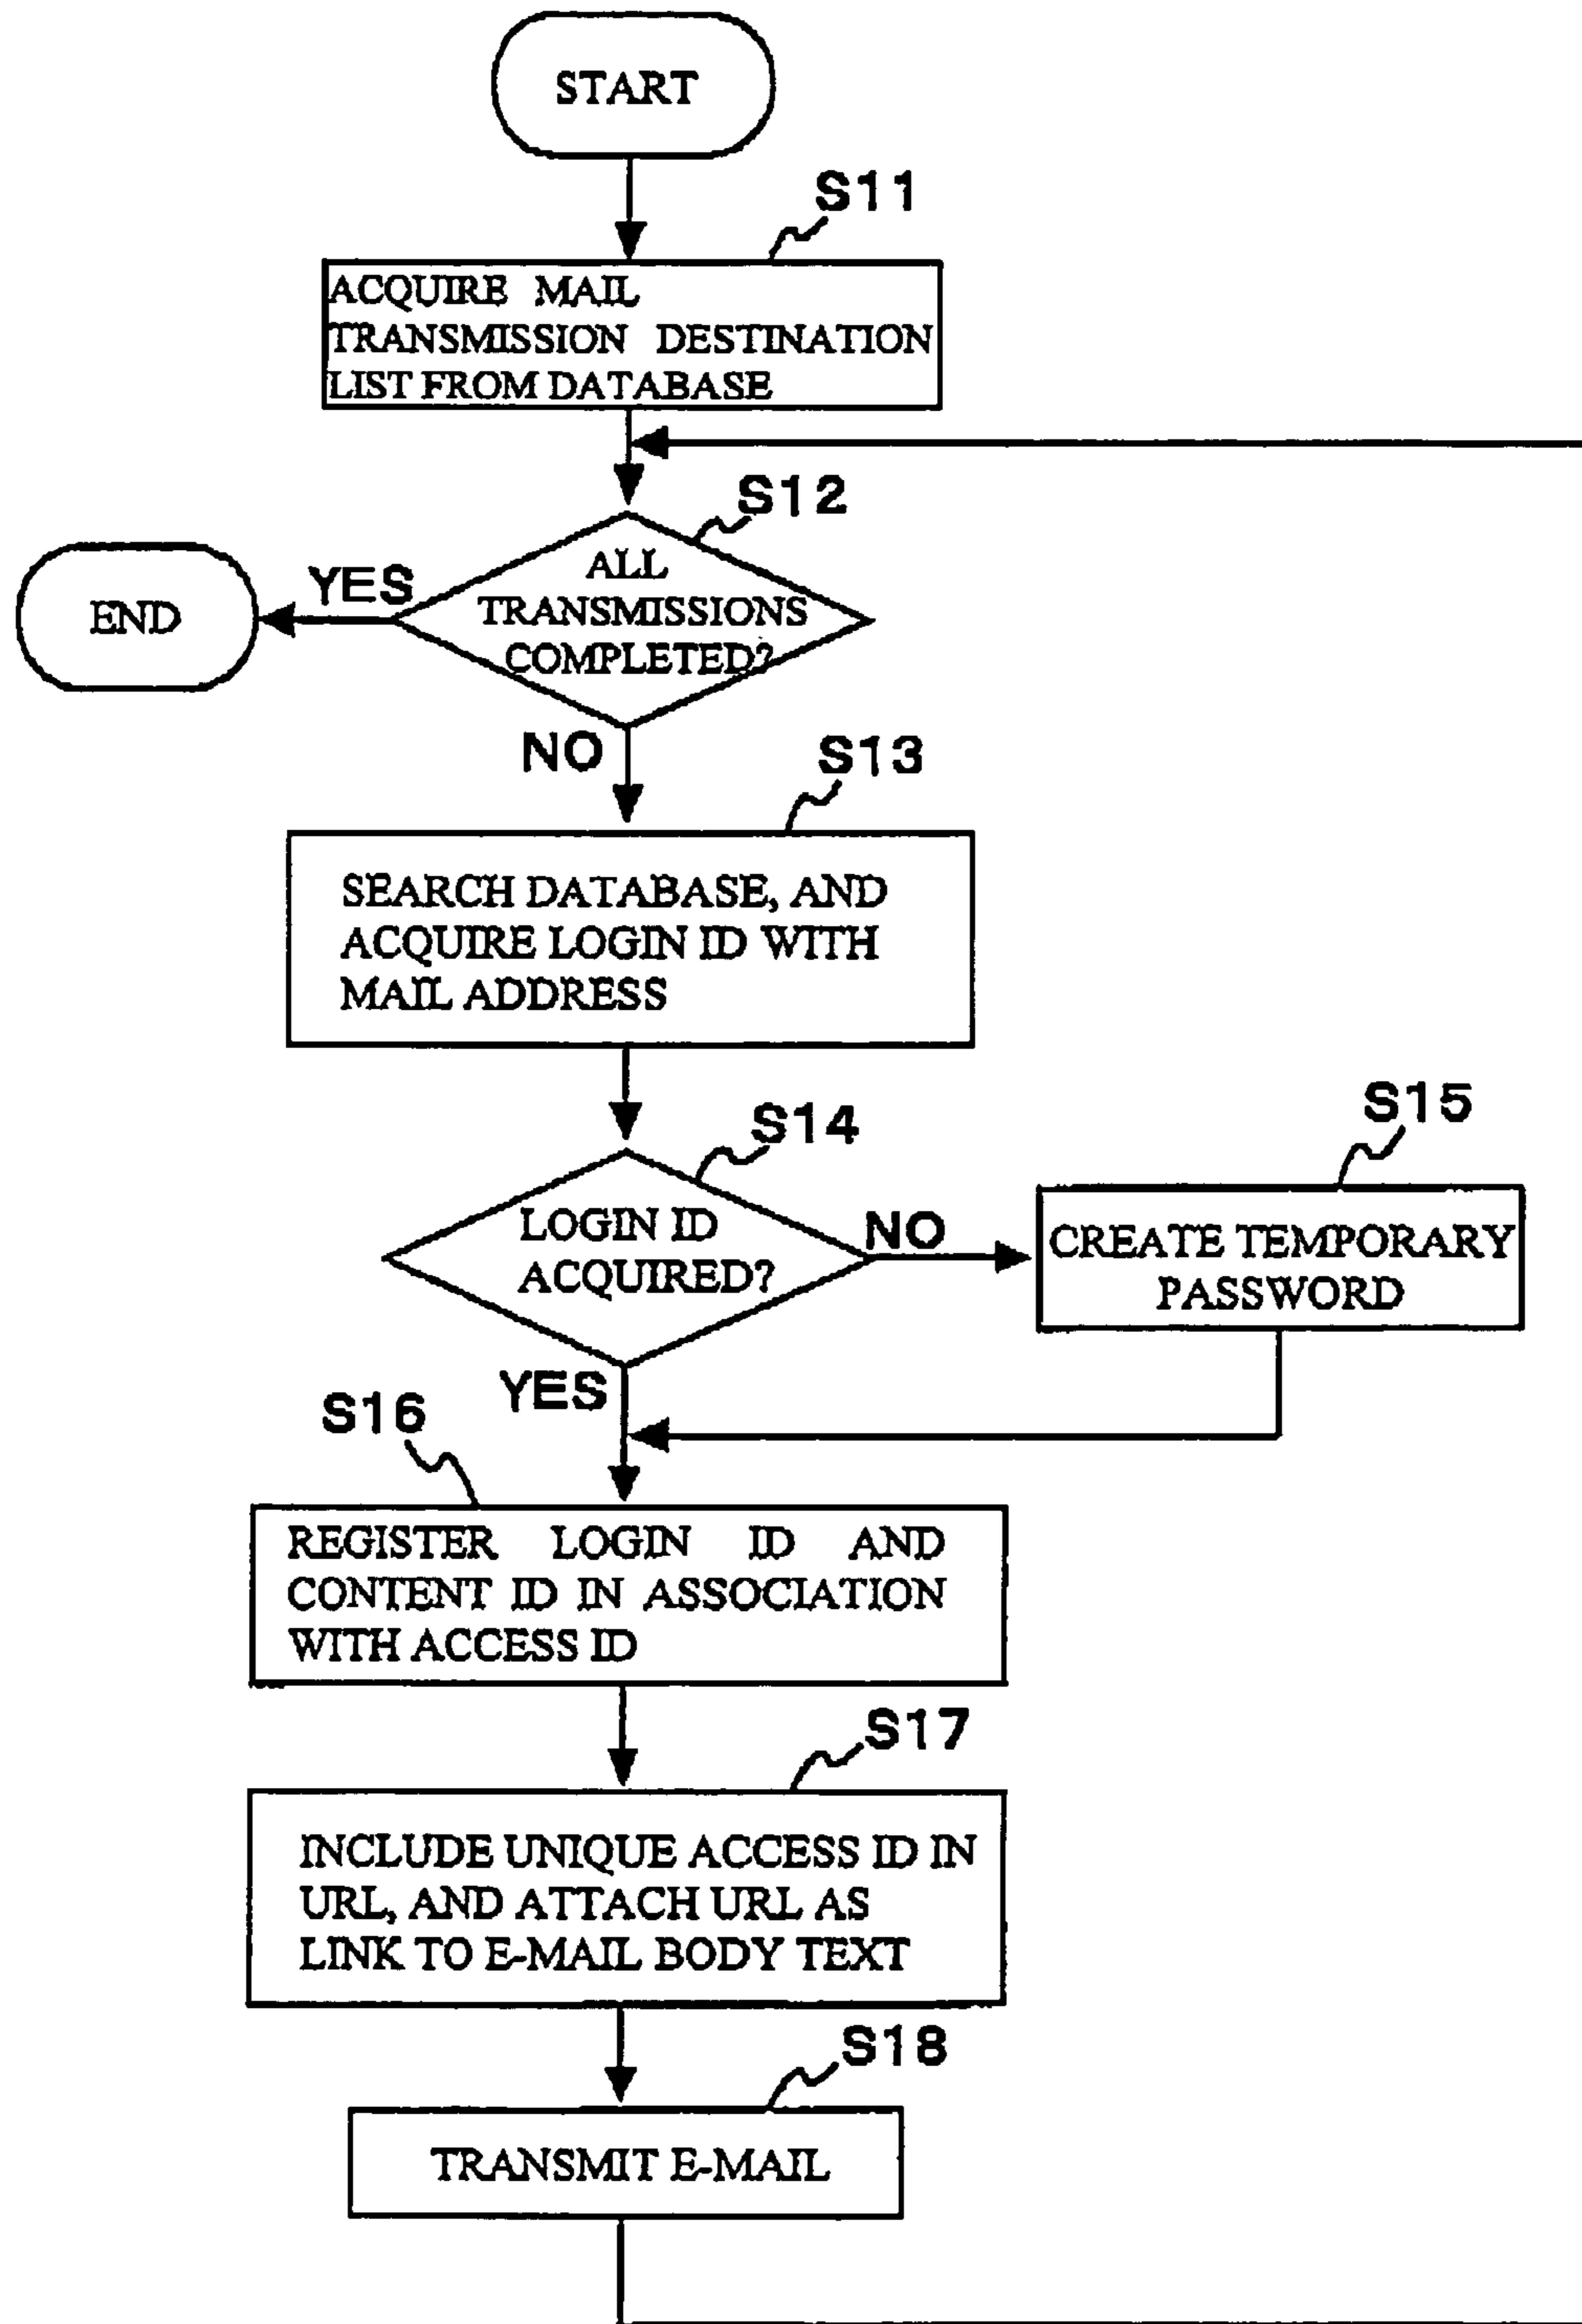 START
S11
ACQUIRE MAIL
TRANSMISSION DESTINATION
LIST FROM DATABASE
S12
ALL
TRANSMISSIONS
COMPLETED?
YES
END
NO
S13
SEARCH DATABASE, AND
ACQUIRE LOGIN ID WITH
MAIL ADDRESS
S14
LOGIN ID
ACQUIRED?
NO
S15
CREATE TEMPORARY
PASSWORD
YES
S16
REGISTER LOGIN ID AND
CONTENT ID IN ASSOCIATION
WITH ACCESS ID
S17
INCLUDE UNIQUE ACCESS ID IN
URL, AND ATTACH URL AS
LINK TO E-MAIL BODY TEXT
S18
TRANSMIT E-MAIL